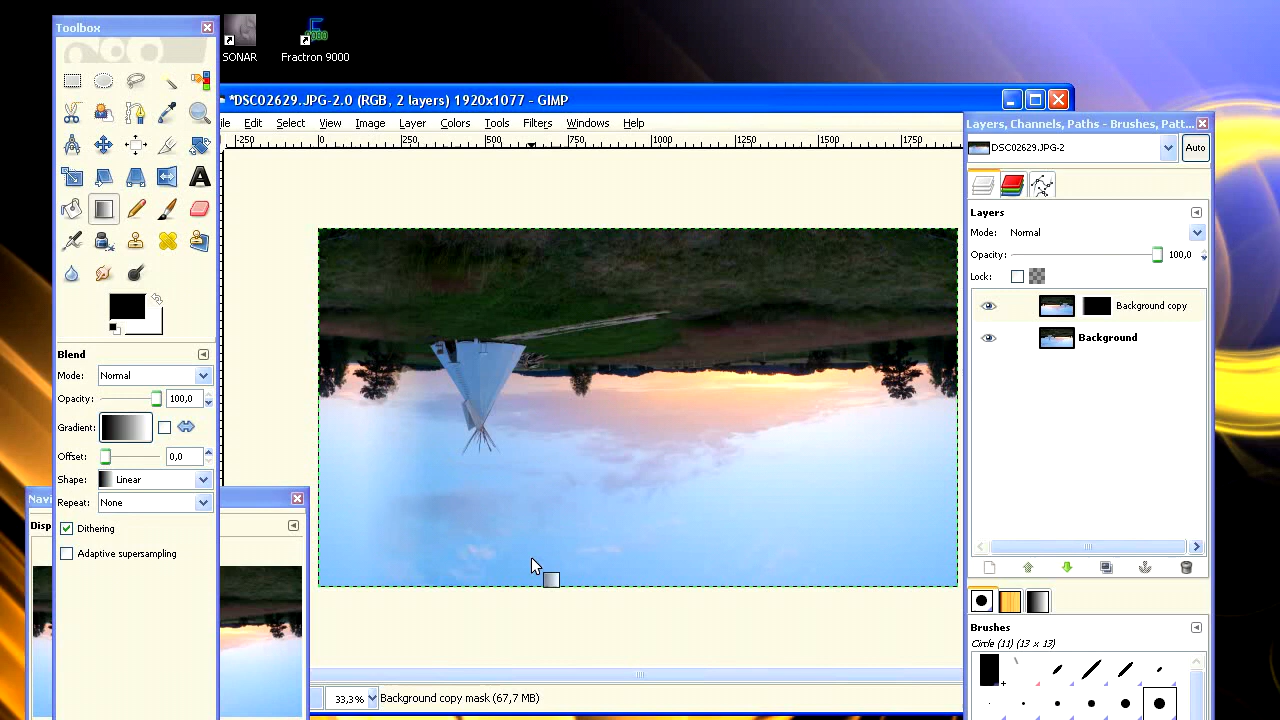 Toolbox
SONAR
Fractron 9000
*DSC02629.JPG-2.0 (RGB, 2 layers) 1920x1077 - GIMP
Edit Select View Image Layer Colors Tools Filters Windows Help
-250 0 250 500 750 1000 1250 1500 1750
Layers, Channels, Paths - Brushes, Patt...
DSC02629.JPG-2
Auto
Layers
Mode: Normal
Opacity: 100,0
Lock:
Background copy
Background
Blend
Mode: Normal
Opacity: 100,0
Gradient:
Offset: 0,0
Shape: Linear
Repeat: None
Dithering
Adaptive supersampling
Navi
Disp
Brushes
Circle (11) (13 x 13)
33,3% Background copy mask (67,7 MB)